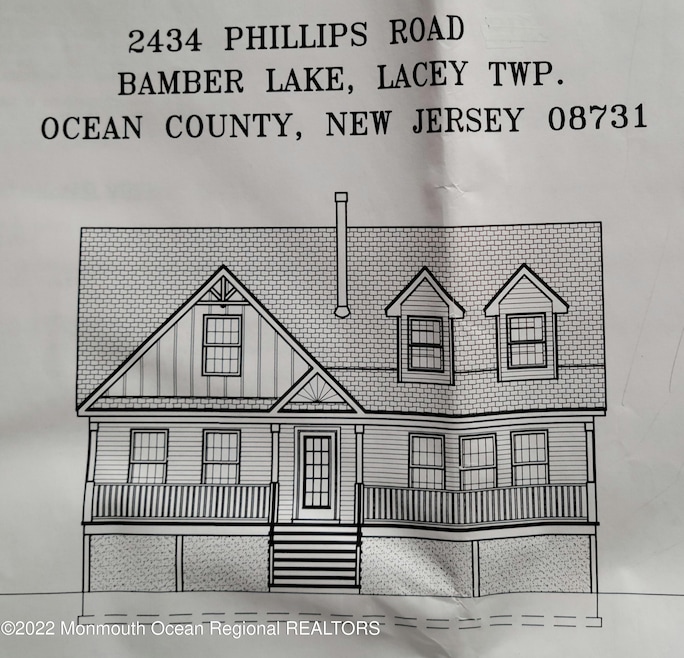 2434 PHILLIPS ROAD
BAMBER LAKE, LACEY TWP.
OCEAN COUNTY, NEW JERSEY 08731
©2022 Monmouth Ocean Regional REALTORS